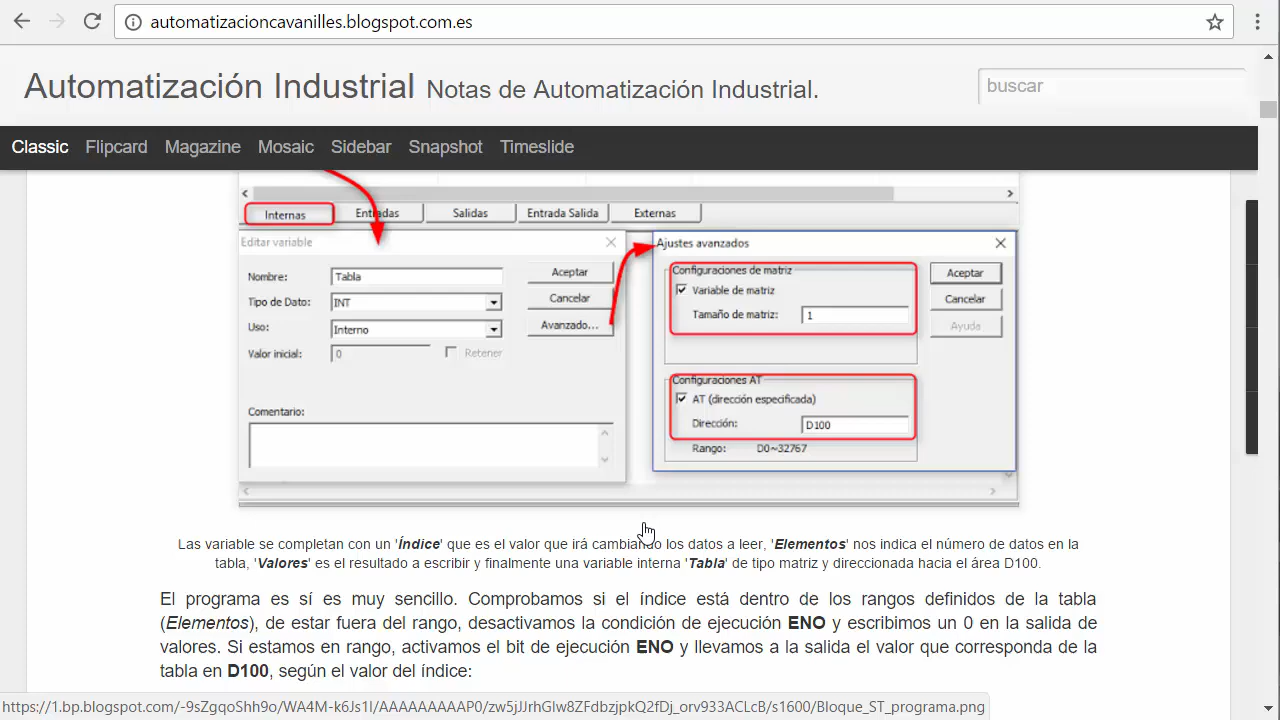 automatizacioncavanilles.blogspot.com.es
Automatización Industrial Notas de Automatización Industrial.
buscar
Classic Flipcard Magazine Mosaic Sidebar Snapshot Timeslide
Internas Entradas Salidas Entrada Salida Externas
Editar variable
Nombre: Tabla
Tipo de Dato: INT
Uso: Interno
Valor inicial: 0 Retener
Comentario:
Aceptar
Cancelar
Avanzado...
Ajustes avanzados
Configuraciones de matriz
Variable de matriz
Tamaño de matriz: 1
Configuraciones AT
AT (dirección especificada)
Dirección: D100
Rango: D0~32767
Aceptar
Cancelar
Ayuda
Las variable se completan con un 'Índice' que es el valor que irá cambiando los datos a leer, 'Elementos' nos indica el número de datos en la
tabla, 'Valores' es el resultado a escribir y finalmente una variable interna 'Tabla' de tipo matriz y direccionada hacia el área D100.
El programa es sí es muy sencillo. Comprobamos si el índice está dentro de los rangos definidos de la tabla
(Elementos), de estar fuera del rango, desactivamos la condición de ejecución ENO y escribimos un 0 en la salida de
valores. Si estamos en rango, activamos el bit de ejecución ENO y llevamos a la salida el valor que corresponda de la
tabla en D100, según el valor del índice:
https://1.bp.blogspot.com/-9sZgqoShh9o/WA4M-k6Js1I/AAAAAAAAAP0/zw5jJJrhGlw8ZFdbzjpkQ2fDj_orv933ACLcB/s1600/Bloque_ST_programa.png